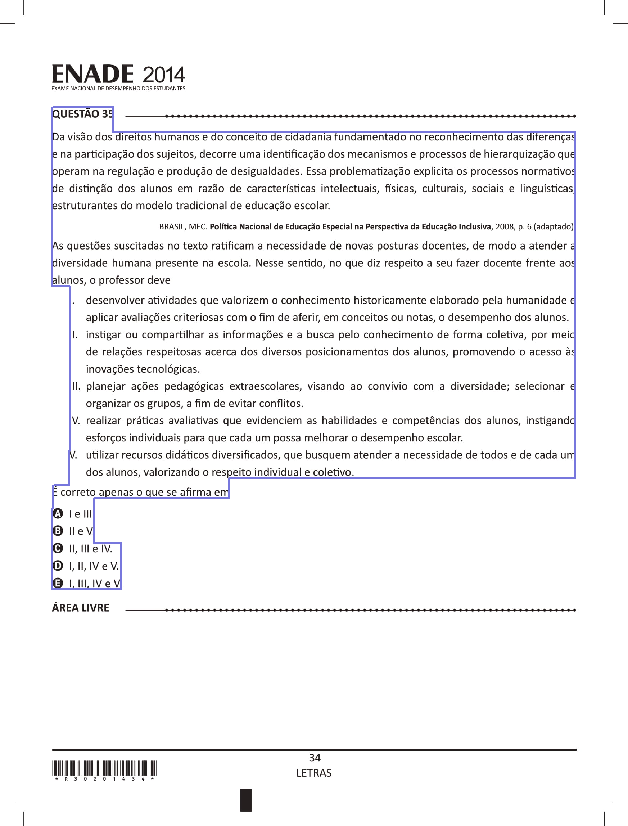 ENADE 2014
EXAME NACIONAL DE DESEMPENHO DOS ESTUDANTES
QUESTÃO 35
Da visão dos direitos humanos e do conceito de cidadania fundamentado no reconhecimento das diferenças
e na participação dos sujeitos, decorre uma identificação dos mecanismos e processos de hierarquização que
operam na regulação e produção de desigualdades. Essa problematização explicita os processos normativos
de distinção dos alunos em razão de características intelectuais, físicas, culturais, sociais e linguísticas,
estruturantes do modelo tradicional de educação escolar.
BRASIL, MEC. Política Nacional de Educação Especial na Perspectiva da Educação Inclusiva, 2008, p. 6 (adaptado).
As questões suscitadas no texto ratificam a necessidade de novas posturas docentes, de modo a atender a
diversidade humana presente na escola. Nesse sentido, no que diz respeito a seu fazer docente frente aos
alunos, o professor deve
I. desenvolver atividades que valorizem o conhecimento historicamente elaborado pela humanidade e
aplicar avaliações criteriosas com o fim de aferir, em conceitos ou notas, o desempenho dos alunos.
II. instigar ou compartilhar as informações e a busca pelo conhecimento de forma coletiva, por meio
de relações respeitosas acerca dos diversos posicionamentos dos alunos, promovendo o acesso às
inovações tecnológicas.
III. planejar ações pedagógicas extraescolares, visando ao convívio com a diversidade; selecionar e
organizar os grupos, a fim de evitar conflitos.
IV. realizar práticas avaliativas que evidenciem as habilidades e competências dos alunos, instigando
esforços individuais para que cada um possa melhorar o desempenho escolar.
V. utilizar recursos didáticos diversificados, que busquem atender a necessidade de todos e de cada um
dos alunos, valorizando o respeito individual e coletivo.
É correto apenas o que se afirma em
A I e III.
B II e V.
C II, III e IV.
D I, II, IV e V.
E I, III, IV e V.
ÁREA LIVRE
34
LETRAS
*R30201434*